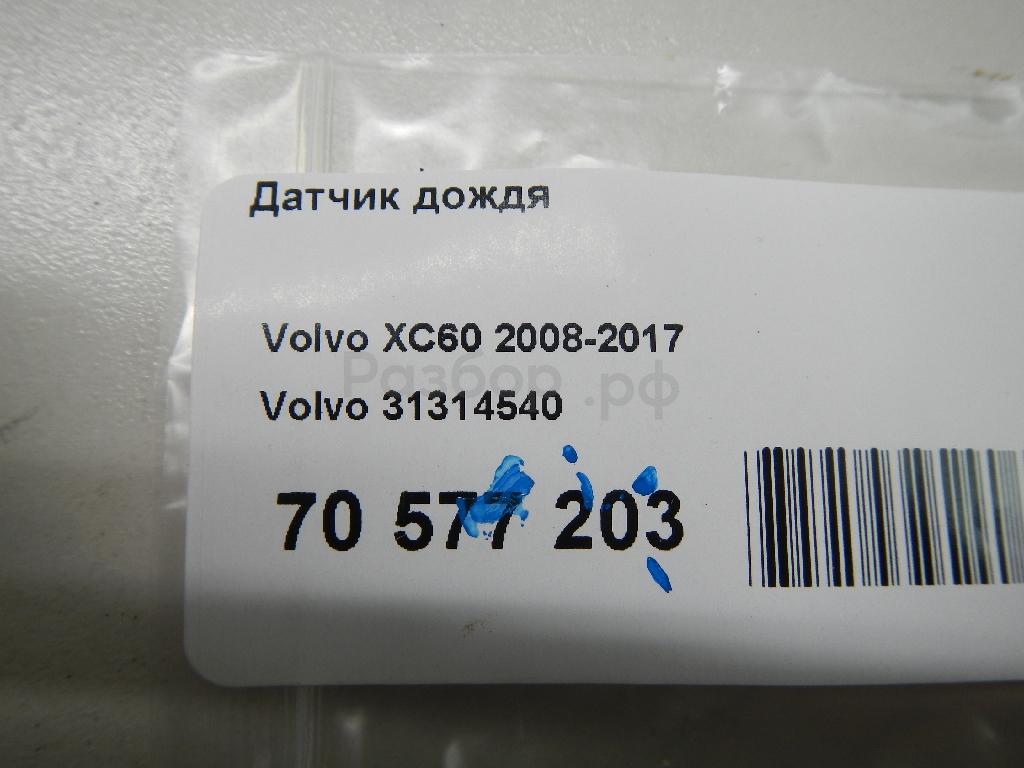 Датчик дождя
Volvo XC60 2008-2017
Разбор.рф
Volvo 31314540
70 577 203